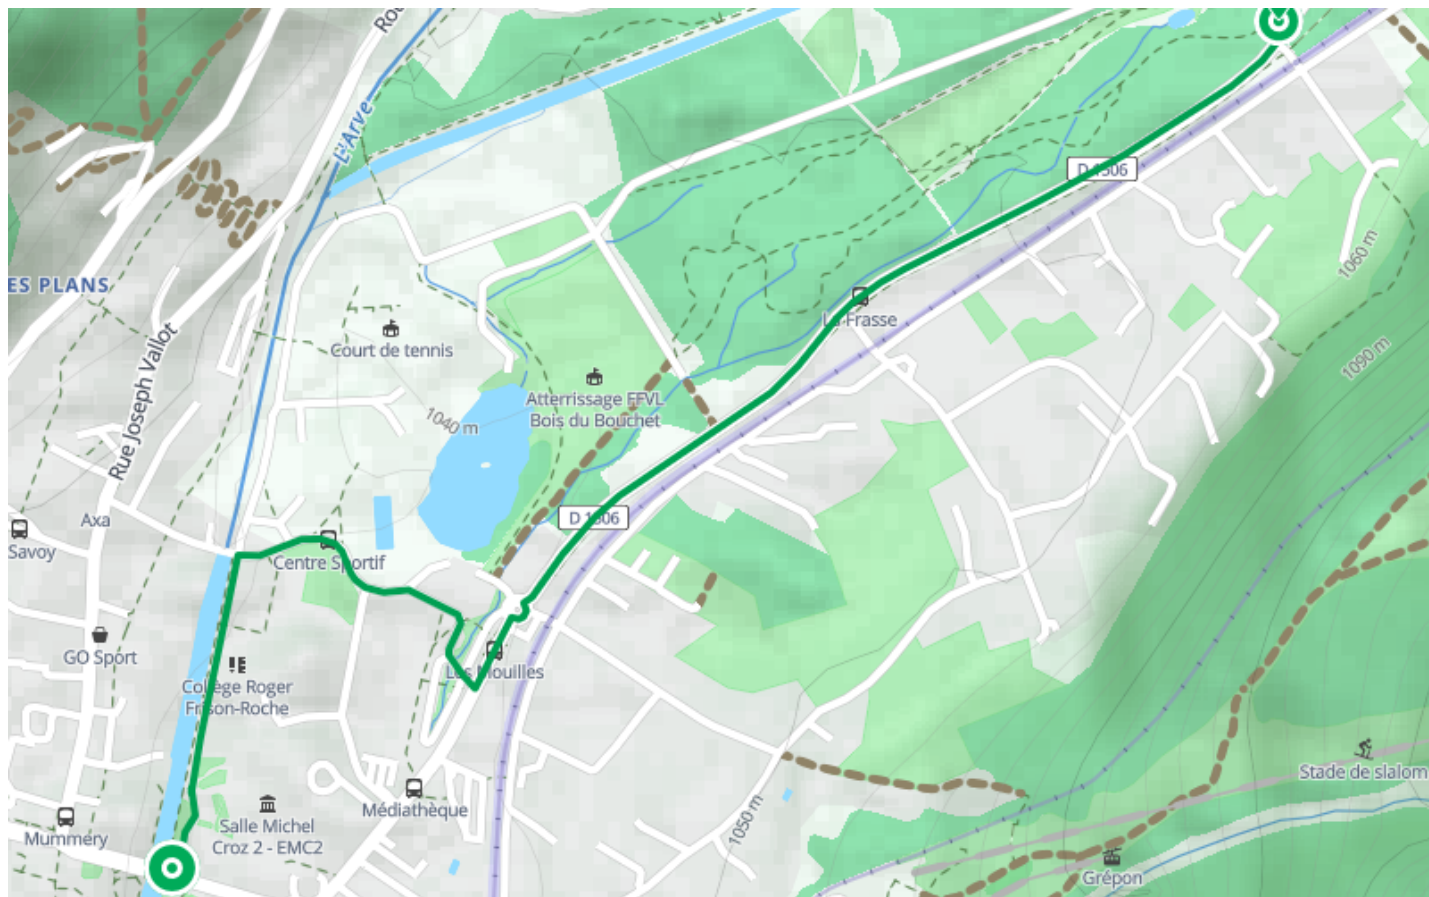 Rou
L'Arve
D 1506
ES PLANS
1060 m
La Frasse
Rue Joseph Vallot
Court de tennis
1090 m
Atterrissage FFVL
Bois du Bouchet
1040 m
Axa
D 1506
Savoy
Centre Sportif
GO Sport
Les Mouilles
Collège Roger
Frison-Roche
Stade de slalom
Médiathèque
1050 m
Mummery
Salle Michel
Croz 2 - EMC2
Grépon